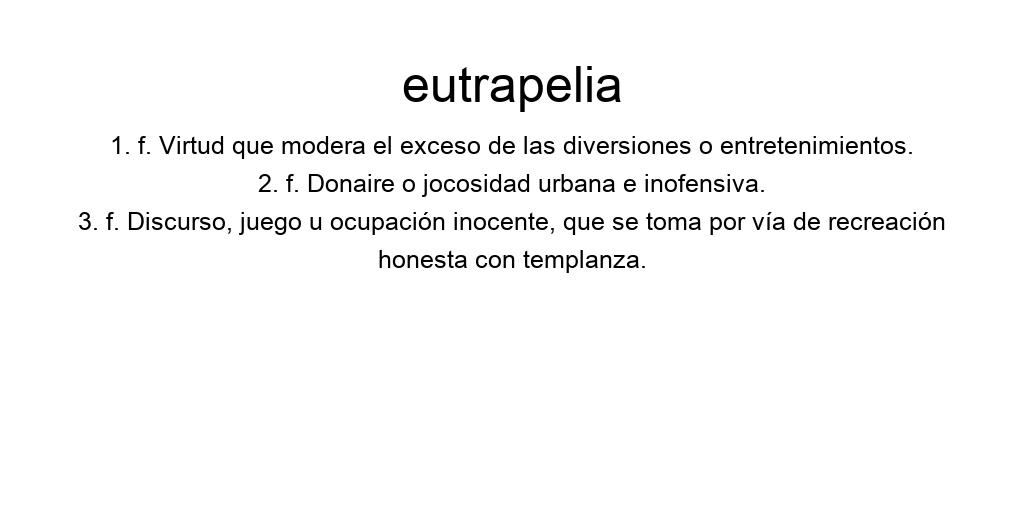 eutrapelia
1. f. Virtud que modera el exceso de las diversiones o entretenimientos.
2. f. Donaire o jocosidad urbana e inofensiva.
3. f. Discurso, juego u ocupación inocente, que se toma por vía de recreación
honesta con templanza.